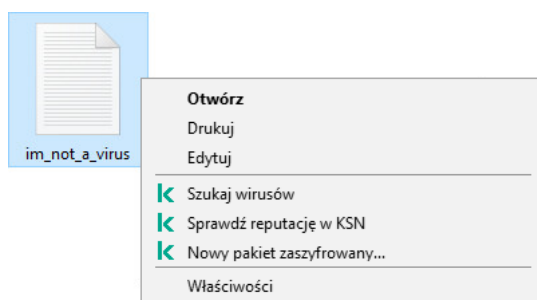 im_not_a_virus
Otwórz
Drukuj
Edytuj
Szukaj wirusów
Sprawdź reputację w KSN
Nowy pakiet zaszyfrowany...
Właściwości